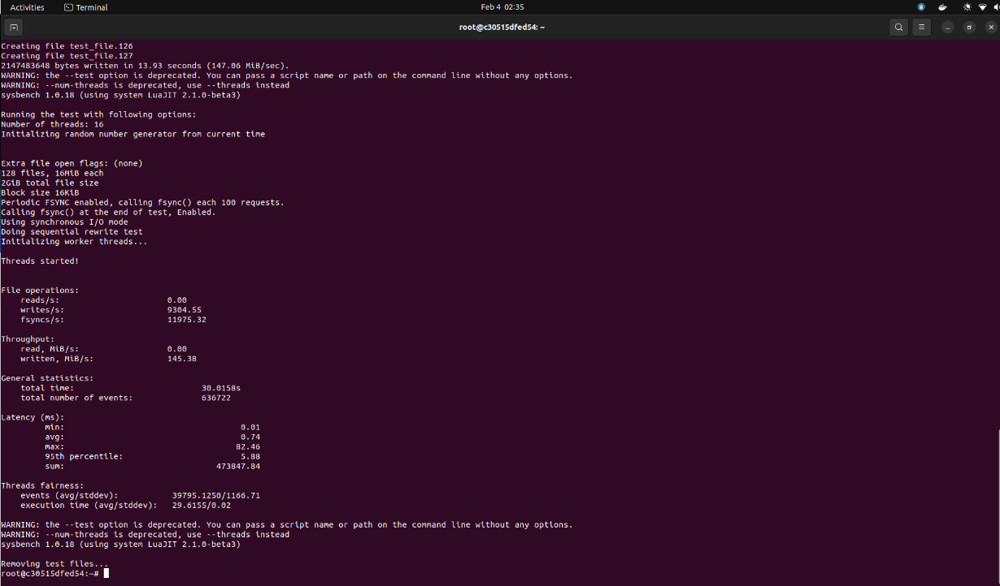 Activities Terminal Feb 4 02:35
root@c30515dfed54: ~
Creating file test_file.126
Creating file test_file.127
2147483648 bytes written in 13.93 seconds (147.06 MiB/sec).
WARNING: the --test option is deprecated. You can pass a script name or path on the command line without any options.
WARNING: --num-threads is deprecated, use --threads instead
sysbench 1.0.18 (using system LuaJIT 2.1.0-beta3)
Running the test with following options:
Number of threads: 16
Initializing random number generator from current time
Extra file open flags: (none)
128 files, 16MiB each
2GiB total file size
Block size 16KiB
Periodic FSYNC enabled, calling fsync() each 100 requests.
Calling fsync() at the end of test, Enabled.
Using synchronous I/O mode
Doing sequential rewrite test
Initializing worker threads...
Threads started!
File operations:
reads/s: 0.00
writes/s: 9304.55
fsyncs/s: 11975.32
Throughput:
read, MiB/s: 0.00
written, MiB/s: 145.38
General statistics:
total time: 30.0158s
total number of events: 636722
Latency (ms):
min: 0.01
avg: 0.74
max: 82.46
95th percentile: 5.88
sum: 473847.84
Threads fairness:
events (avg/stddev): 39795.1250/1166.71
execution time (avg/stddev): 29.6155/0.02
WARNING: the --test option is deprecated. You can pass a script name or path on the command line without any options.
WARNING: --num-threads is deprecated, use --threads instead
sysbench 1.0.18 (using system LuaJIT 2.1.0-beta3)
Removing test files...
root@c30515dfed54:~#